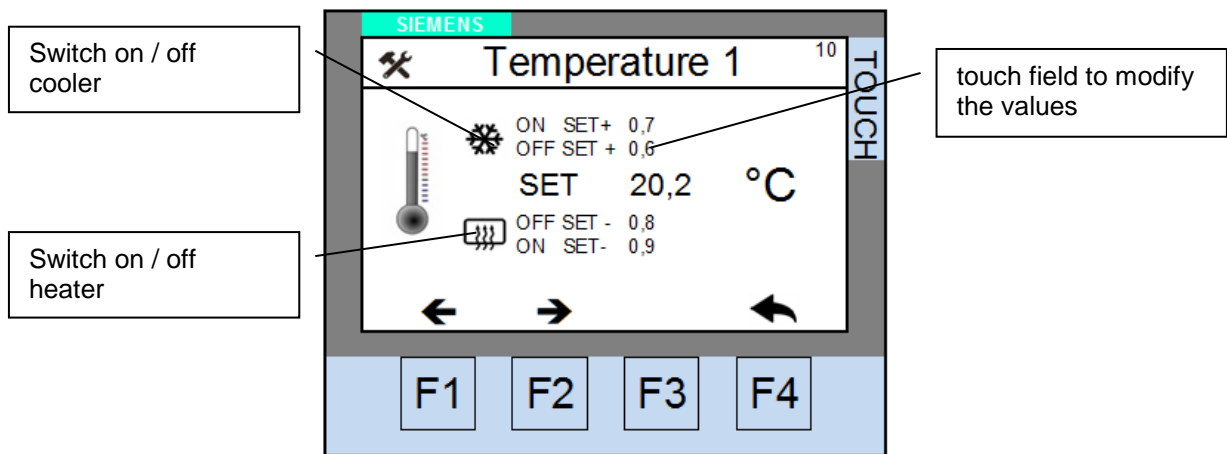 SIEMENS
Switch on / off
cooler
Temperature 1
10
TOUCH
touch field to modify
the values
ON SET+ 0,7
OFF SET + 0,6
SET 20,2 °C
OFF SET - 0,8
ON SET- 0,9
Switch on / off
heater
F1 F2 F3 F4